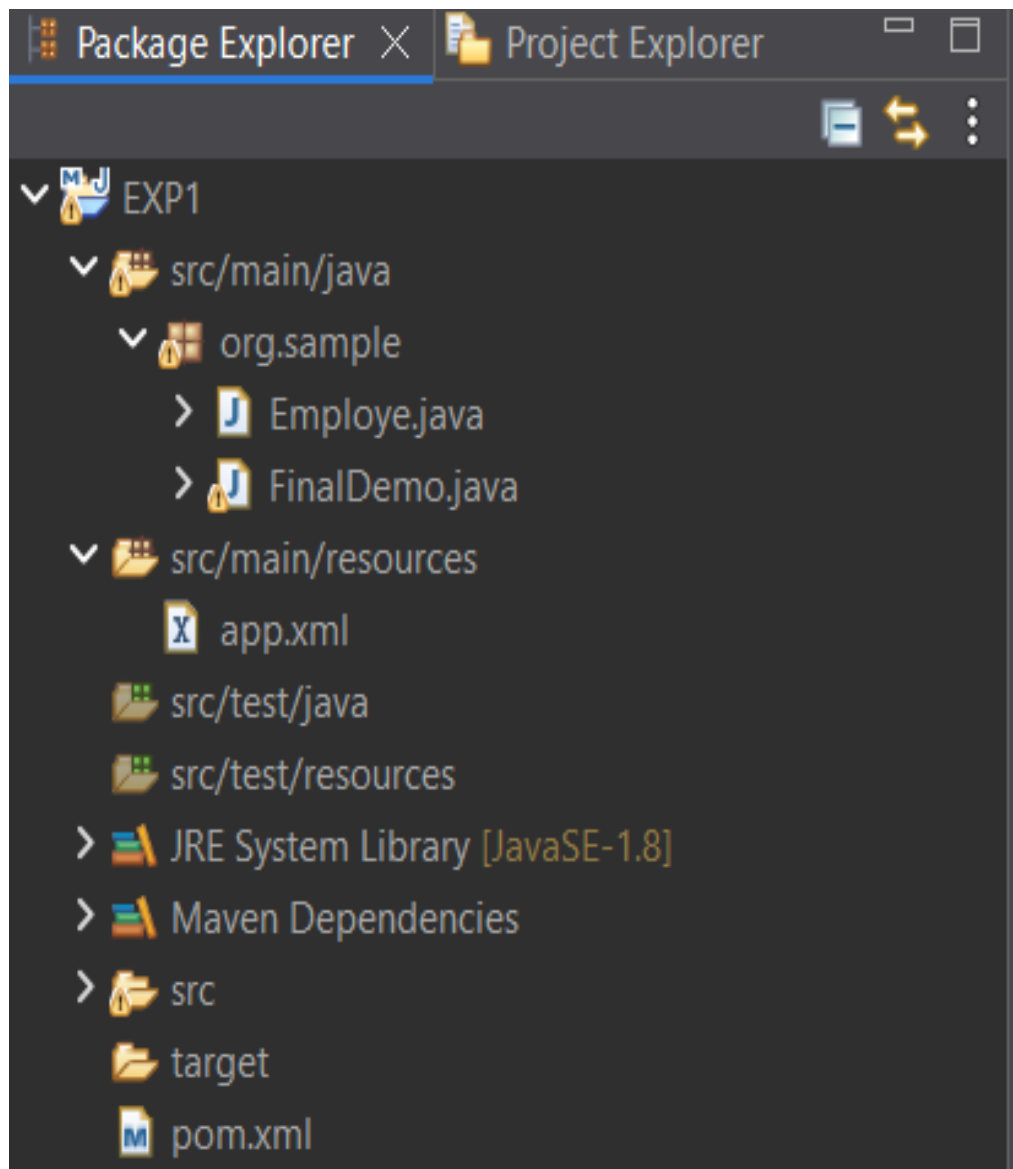 Package Explorer Project Explorer
EXP1
src/main/java
org.sample
Employe.java
FinalDemo.java
src/main/resources
app.xml
src/test/java
src/test/resources
JRE System Library [JavaSE-1.8]
Maven Dependencies
src
target
pom.xml